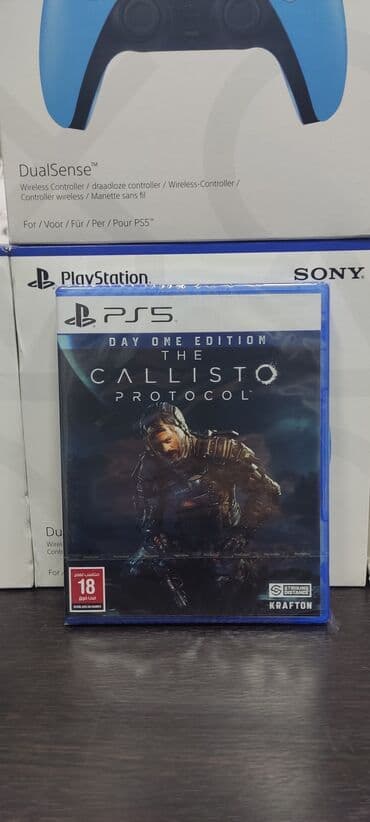 DualSense™
Wireless Controller / draadloze controller / Wireless-Controller /
Controller wireless / Manette sans fil
For / Voor / Für / Per / Pour PS5™
PlayStation
SONY
PS5
DAY ONE EDITION
THE
CALLISTO
PROTOCOL™
18
STRIKING
DISTANCE
KRAFTON